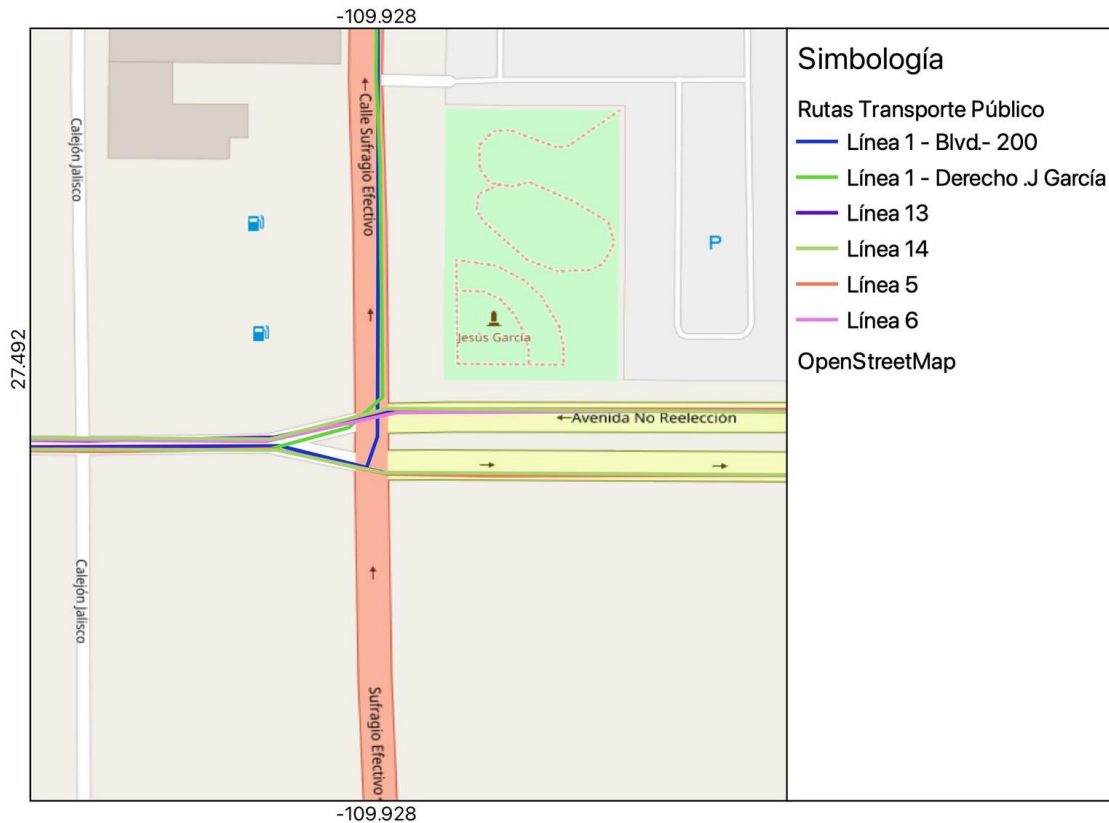 -109.928
27.492
Calejón Jalisco
←Calle Sufragio Efectivo
P
Jesús García
←Avenida No Reelección
Calejón Jalisco
Sufragio Efectivo
-109.928
Simbología
Rutas Transporte Público
Línea 1 - Blvd.- 200
Línea 1 - Derecho .J García
Línea 13
Línea 14
Línea 5
Línea 6
OpenStreetMap